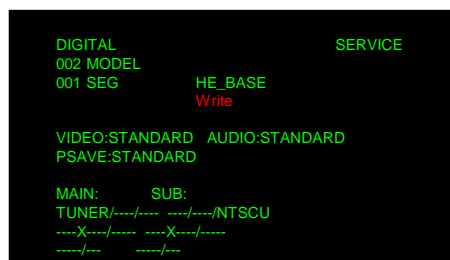 DIGITAL SERVICE
002 MODEL
001 SEG HE_BASE
Write
VIDEO:STANDARD AUDIO:STANDARD
PSAVE:STANDARD
MAIN: SUB:
TUNER/----/---- ----/----/NTSCU
----X----/----- ----X----/-----
-----/--- -----/---